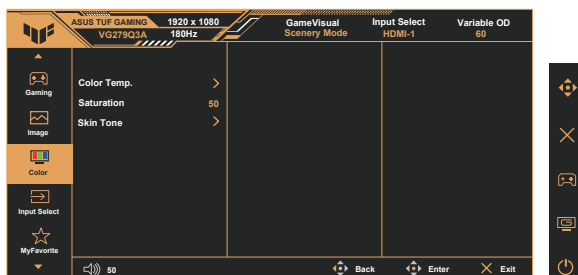 ASUS TUF GAMING 1920 x 1080 GameVisual Input Select Variable OD
VG279Q3A 180Hz Scenery Mode HDMI-1 60
Gaming
Color Temp.
Saturation 50
Skin Tone
Image
Color
Input Select
MyFavorite
50 Back Enter Exit